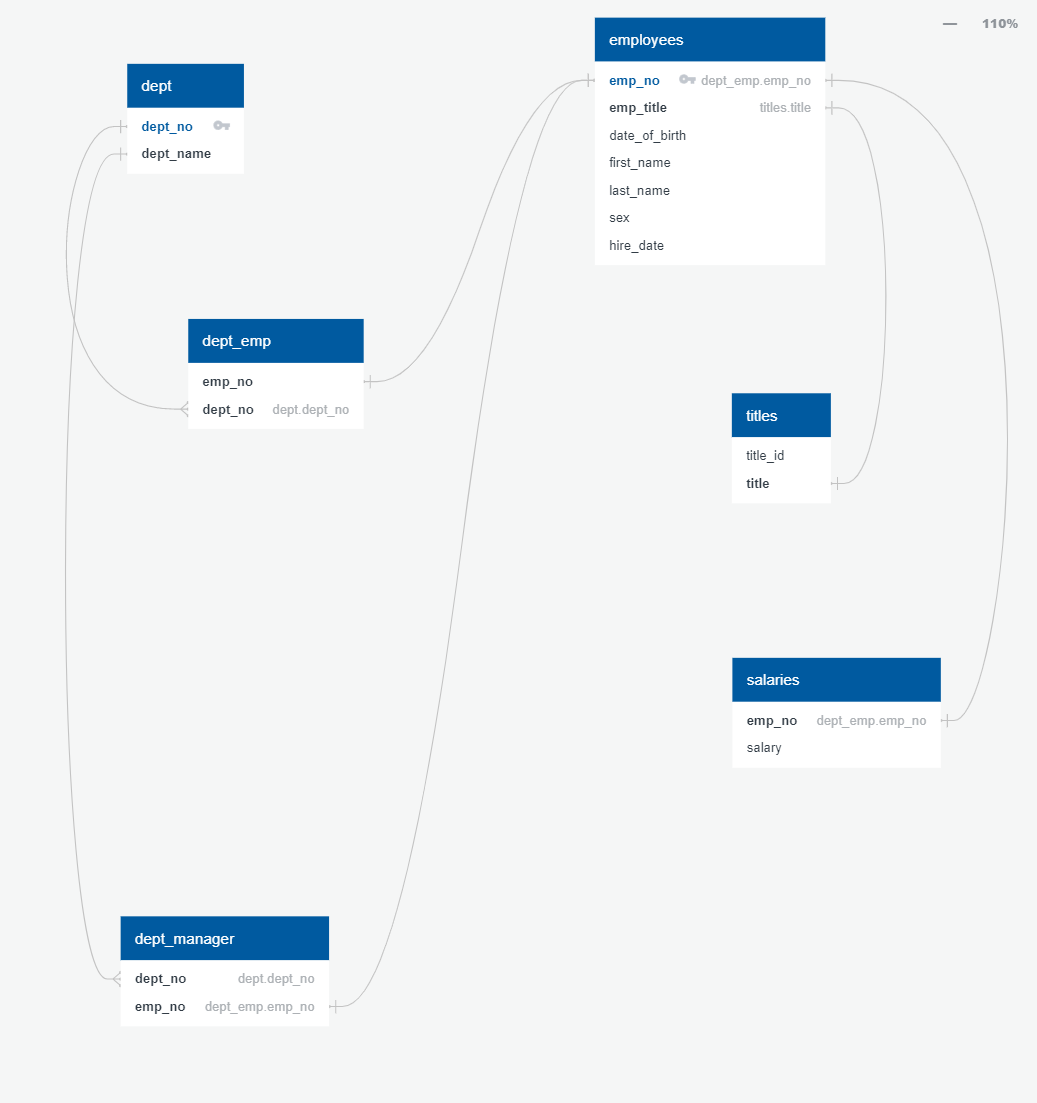 110%
employees
emp_no dept_emp.emp_no
emp_title titles.title
date_of_birth
first_name
last_name
sex
hire_date
dept
dept_no
dept_name
dept_emp
emp_no
dept_no dept.dept_no
titles
title_id
title
salaries
emp_no dept_emp.emp_no
salary
dept_manager
dept_no dept.dept_no
emp_no dept_emp.emp_no